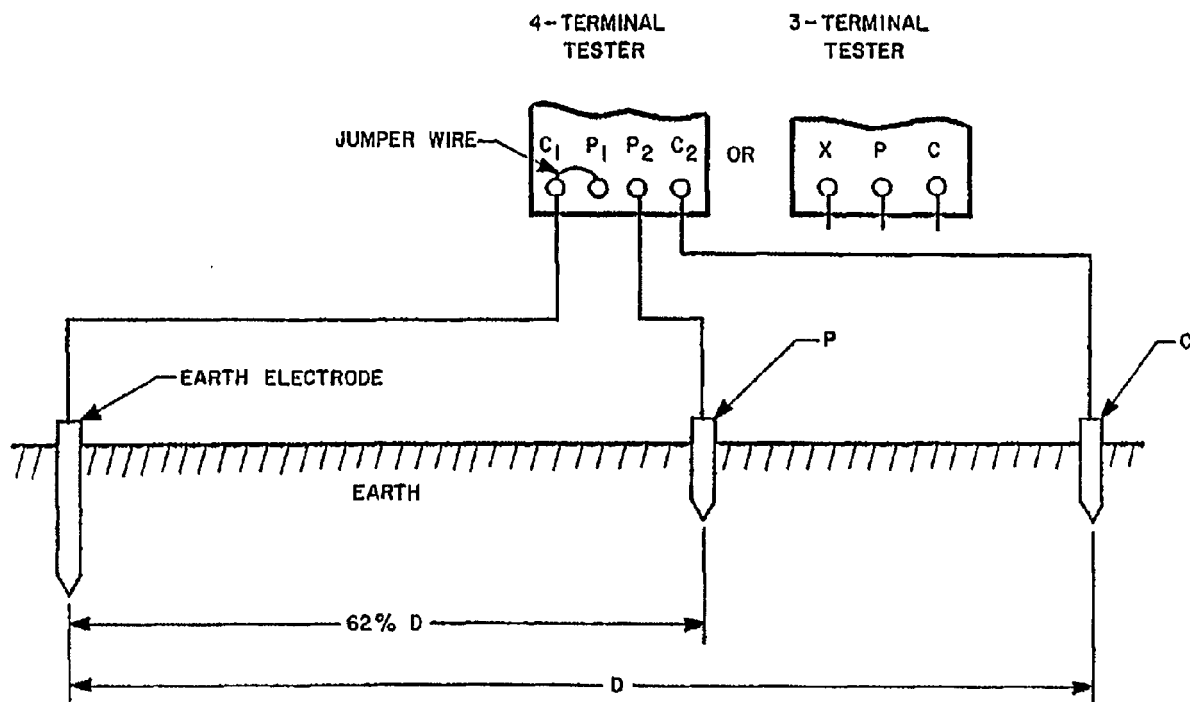 4-TERMINAL
TESTER
3-TERMINAL
TESTER
JUMPER WIRE
C1 P1 P2 C2
OR
X P C
P
C
EARTH ELECTRODE
EARTH
62% D
D